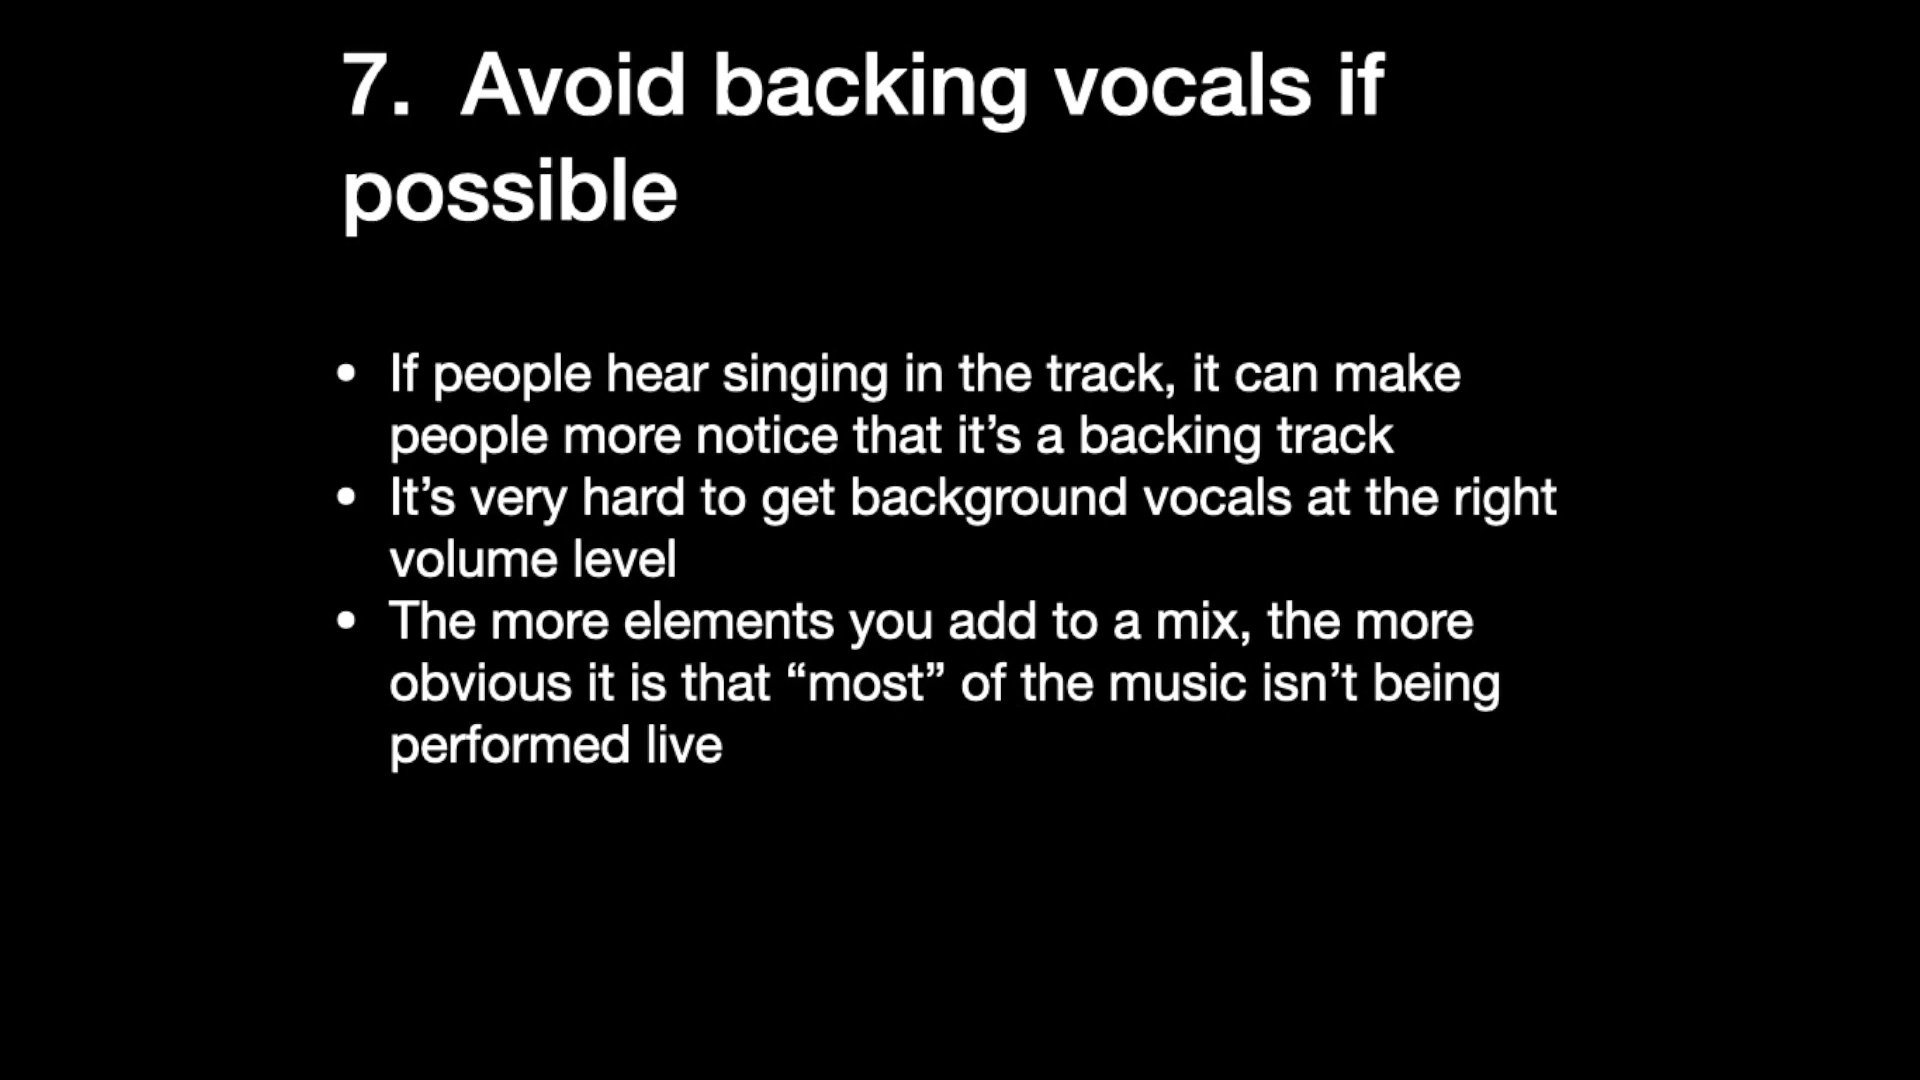 7.  Avoid backing vocals if
possible
• If people hear singing in the track, it can make
people more notice that it’s a backing track
• It’s very hard to get background vocals at the right
volume level
• The more elements you add to a mix, the more
obvious it is that “most” of the music isn’t being
performed live